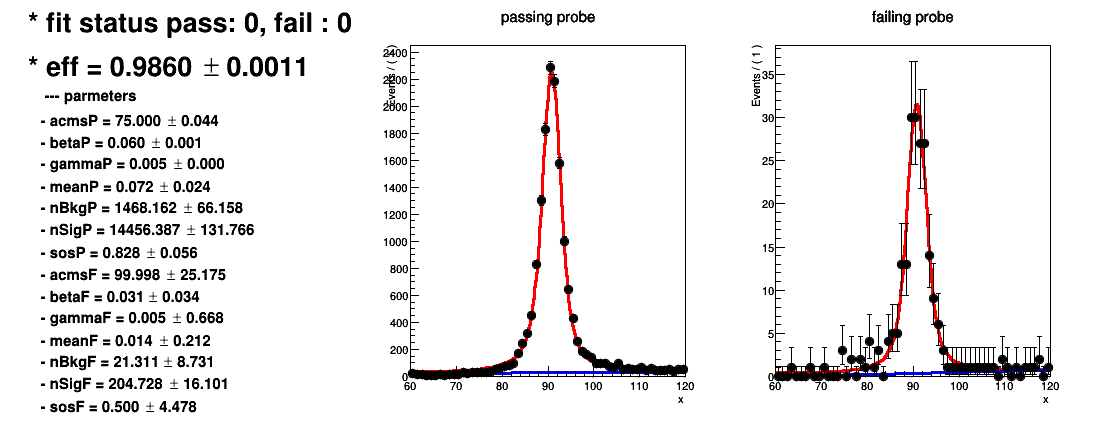 * fit status pass: 0, fail : 0
* eff = 0.9860 ± 0.0011
--- parmeters
- acmsP = 75.000 ± 0.044
- betaP = 0.060 ± 0.001
- gammaP = 0.005 ± 0.000
- meanP = 0.072 ± 0.024
- nBkgP = 1468.162 ± 66.158
- nSigP = 14456.387 ± 131.766
- sosP = 0.828 ± 0.056
- acmsF = 99.998 ± 25.175
- betaF = 0.031 ± 0.034
- gammaF = 0.005 ± 0.668
- meanF = 0.014 ± 0.212
- nBkgF = 21.311 ± 8.731
- nSigF = 204.728 ± 16.101
- sosF = 0.500 ± 4.478
passing probe
Events / ( 1 )
2400
2200
2000
1800
1600
1400
1200
1000
800
600
400
200
0
60 70 80 90 100 110 120
x
failing probe
Events / ( 1 )
35
30
25
20
15
10
5
0
60 70 80 90 100 110 120
x